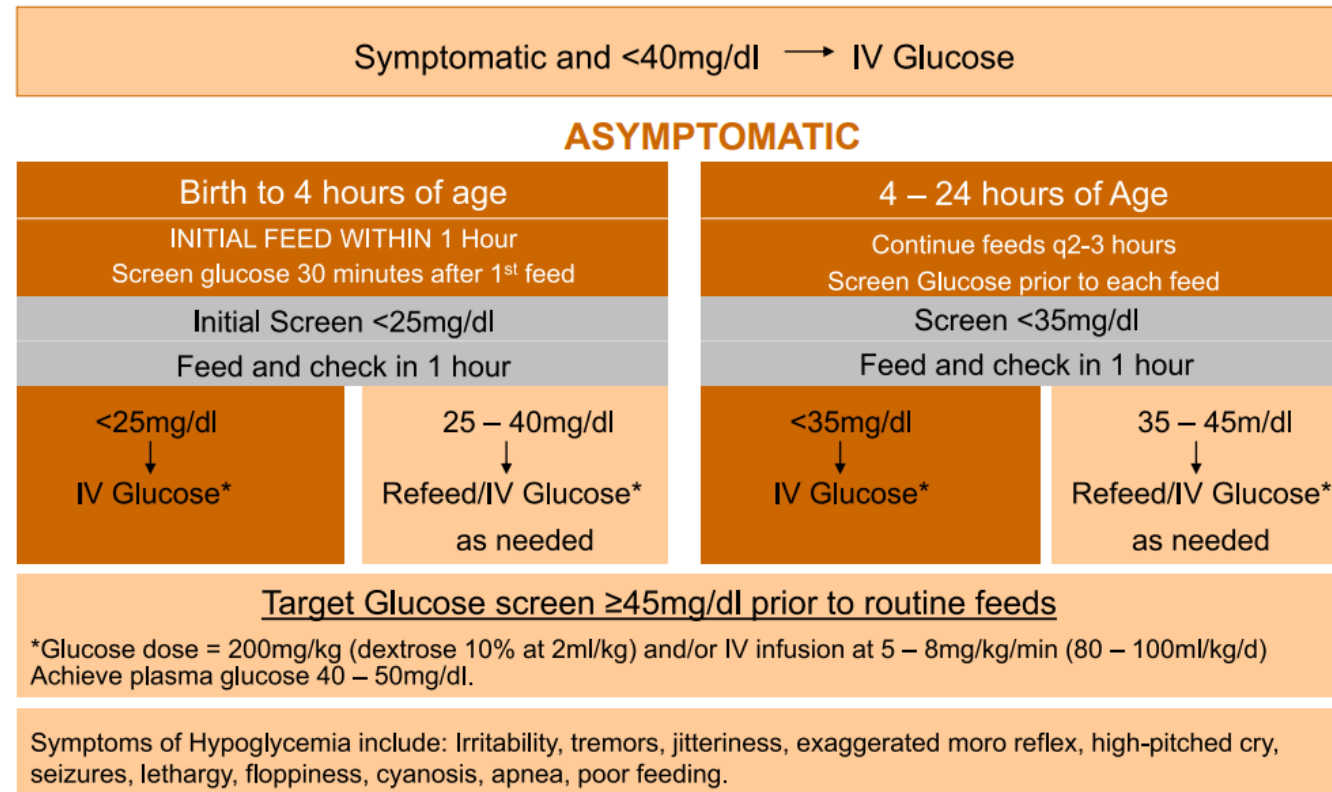 Symptomatic and <40mg/dl → IV Glucose
ASYMPTOMATIC
Birth to 4 hours of age
INITIAL FEED WITHIN 1 Hour
Screen glucose 30 minutes after 1st feed
Initial Screen <25mg/dl
Feed and check in 1 hour
<25mg/dl
↓
IV Glucose*
25 – 40mg/dl
↓
Refeed/IV Glucose*
as needed
4 – 24 hours of Age
Continue feeds q2-3 hours
Screen Glucose prior to each feed
Screen <35mg/dl
Feed and check in 1 hour
<35mg/dl
↓
IV Glucose*
35 – 45m/dl
↓
Refeed/IV Glucose*
as needed
Target Glucose screen ≥45mg/dl prior to routine feeds
*Glucose dose = 200mg/kg (dextrose 10% at 2ml/kg) and/or IV infusion at 5 – 8mg/kg/min (80 – 100ml/kg/d)
Achieve plasma glucose 40 – 50mg/dl.
Symptoms of Hypoglycemia include: Irritability, tremors, jitteriness, exaggerated moro reflex, high-pitched cry,
seizures, lethargy, floppiness, cyanosis, apnea, poor feeding.